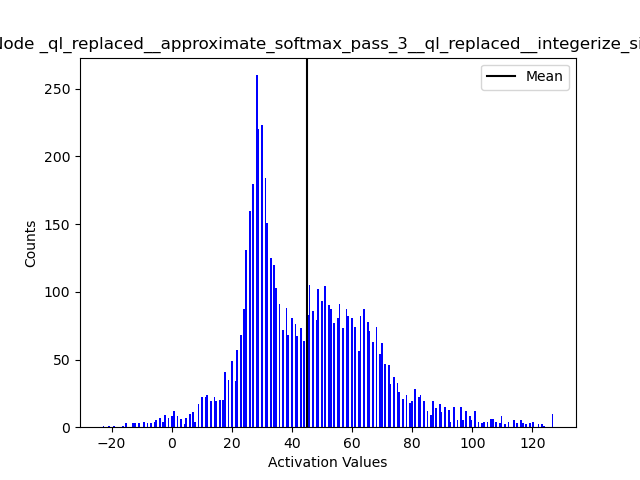 Node _ql_replaced__approximate_softmax_pass_3__ql_replaced__integerize_si
Mean
250
200
150
100
50
0
Counts
−20 0 20 40 60 80 100 120
Activation Values